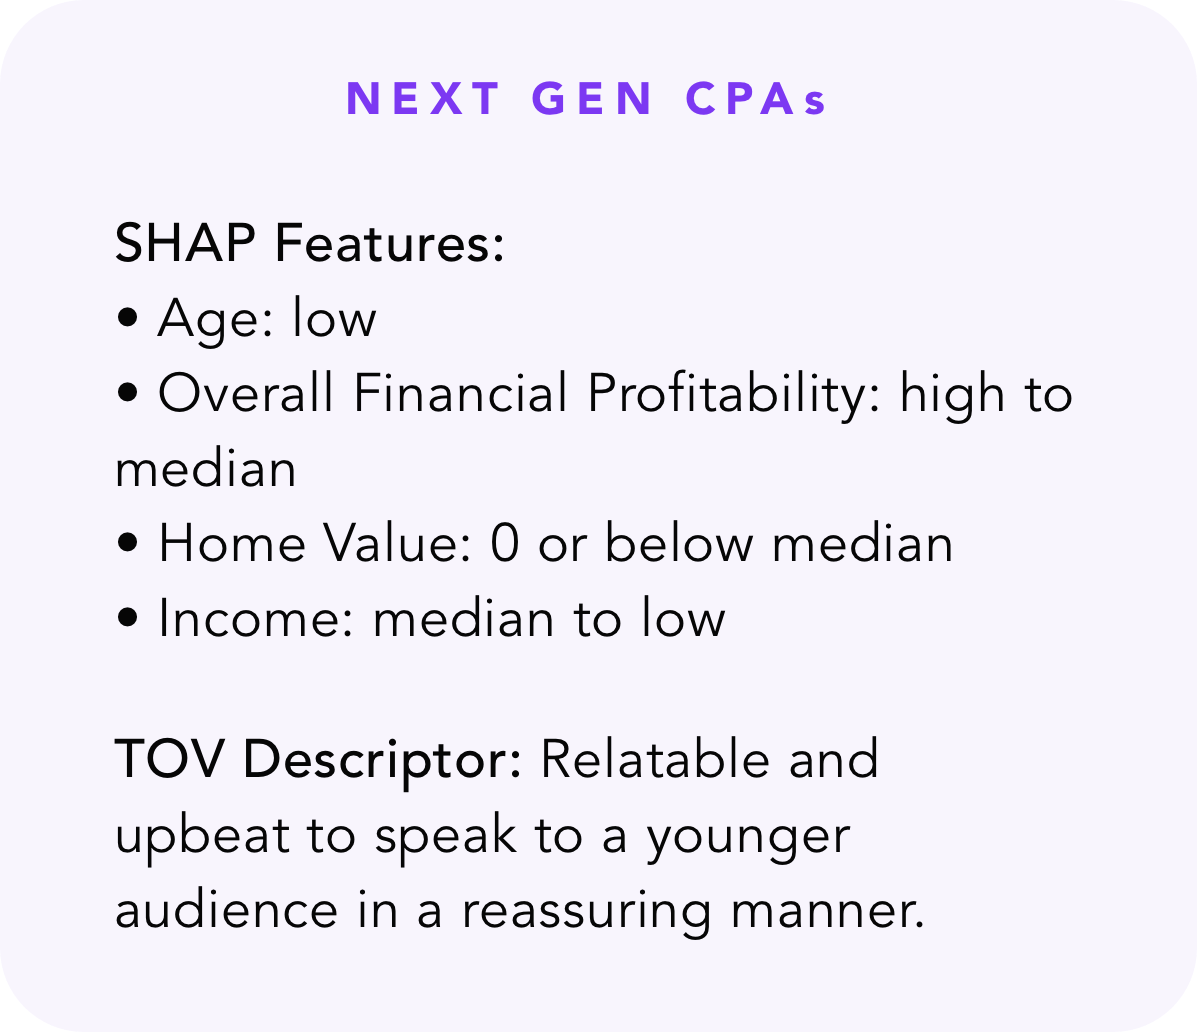 NEXT GEN CPAs
SHAP Features:
• Age: low
• Overall Financial Profitability: high to
median
• Home Value: 0 or below median
• Income: median to low
TOV Descriptor: Relatable and
upbeat to speak to a younger
audience in a reassuring manner.